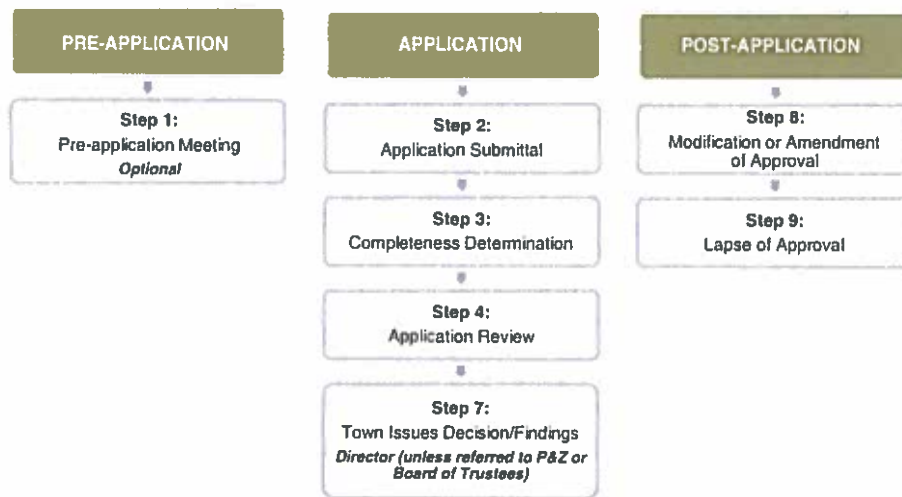 PRE-APPLICATION
Step 1:
Pre-application Meeting
Optional
APPLICATION
Step 2:
Application Submittal
Step 3:
Completeness Determination
Step 4:
Application Review
Step 7:
Town Issues Decision/Findings
Director (unless referred to P&Z or
Board of Trustees)
POST-APPLICATION
Step 8:
Modification or Amendment
of Approval
Step 9:
Lapse of Approval